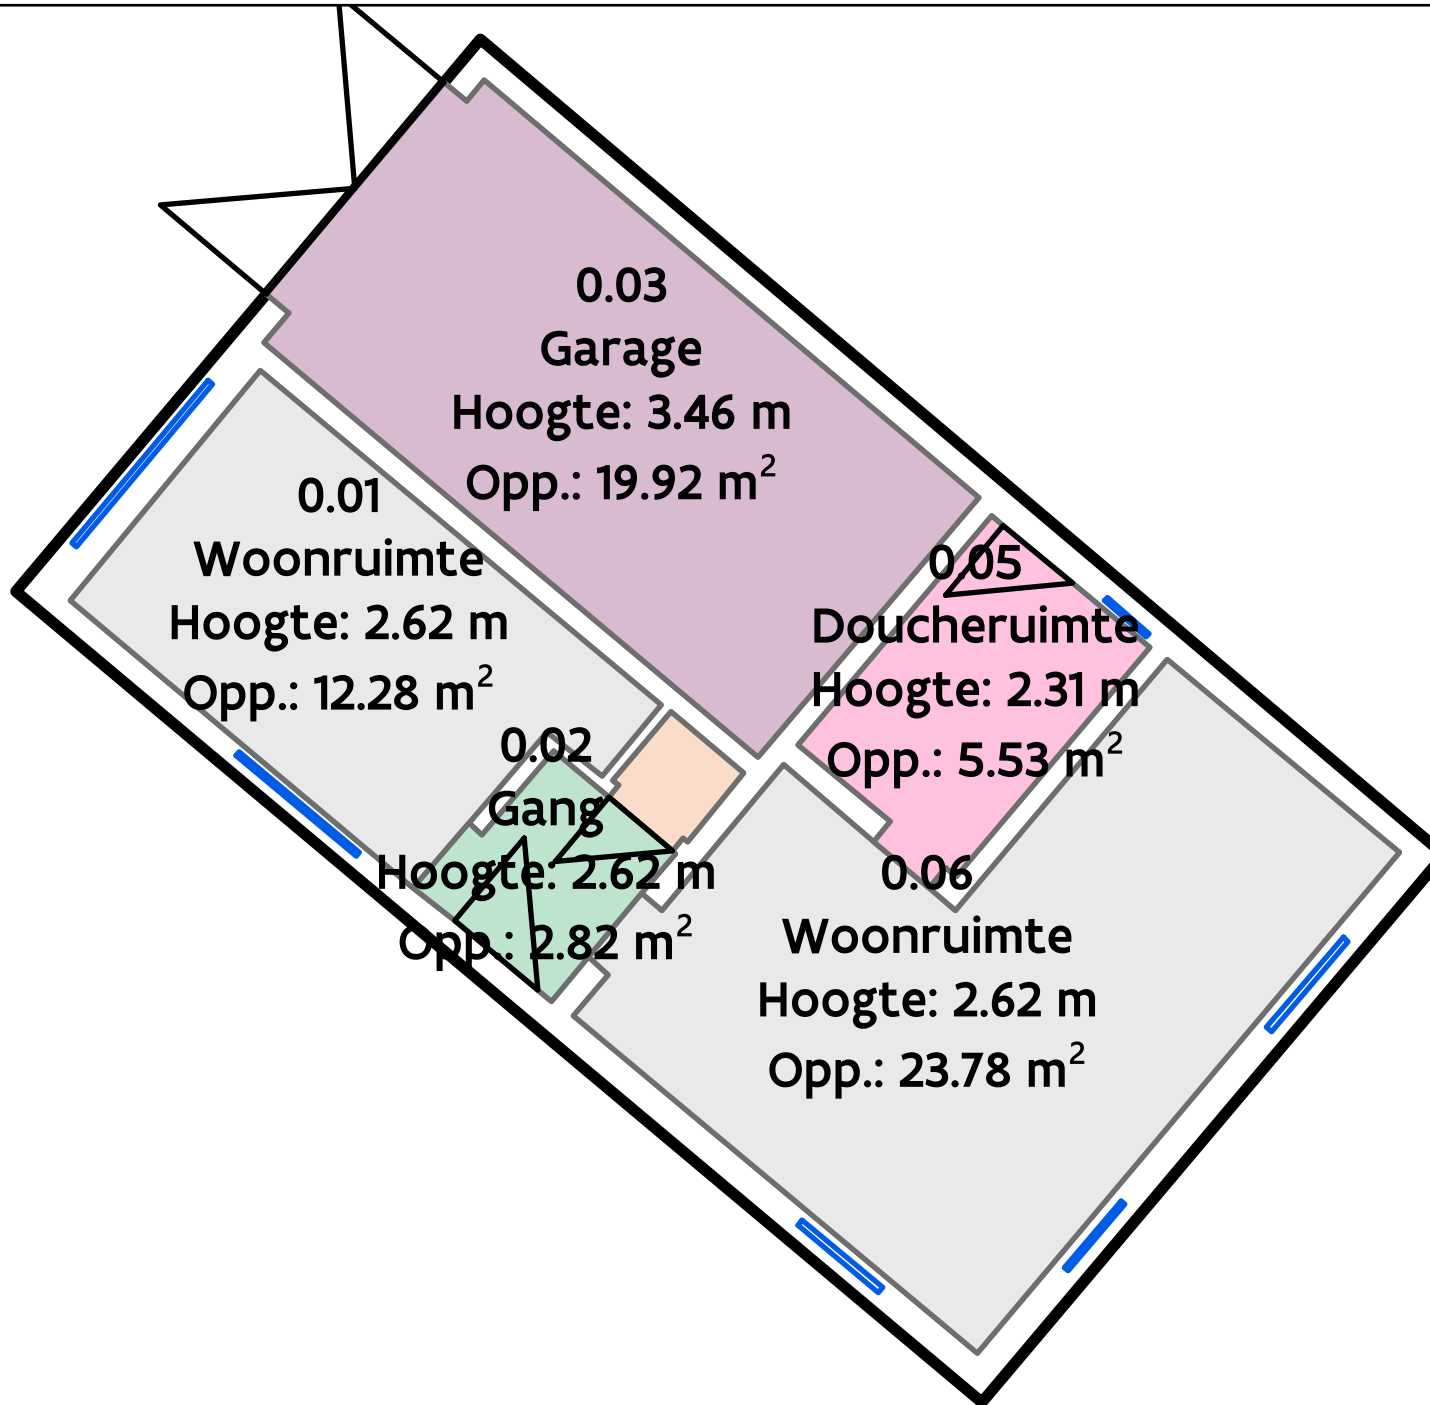 0.03
Garage
Hoogte: 3.46 m
Opp.: 19.92 m²
0.01
Woonruimte
Hoogte: 2.62 m
Opp.: 12.28 m²
0.05
Doucheruimte
Hoogte: 2.31 m
Opp.: 5.53 m²
0.02
Gang
Hoogte: 2.62 m
Opp.: 2.82 m²
0.06
Woonruimte
Hoogte: 2.62 m
Opp.: 23.78 m²